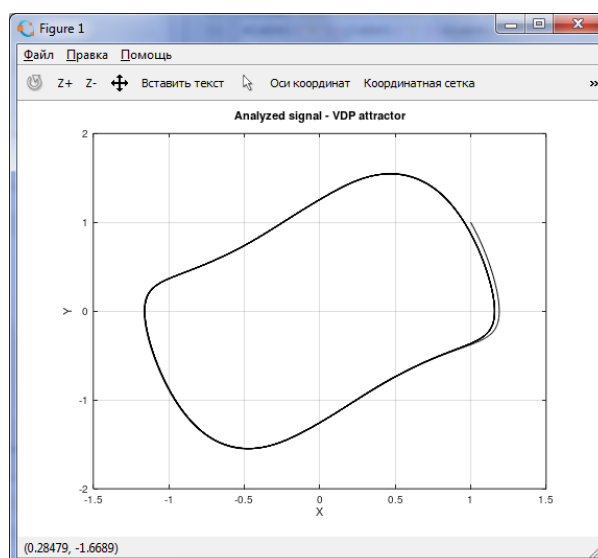 Figure 1
Файл Правка Помощь
Z+ Z- Вставить текст Оси координат Координатная сетка »
Analyzed signal - VDP attractor
2
1
0
-1
-2
Y
-1.5 -1 -0.5 0 0.5 1 1.5
X
(0.28479, -1.6689)